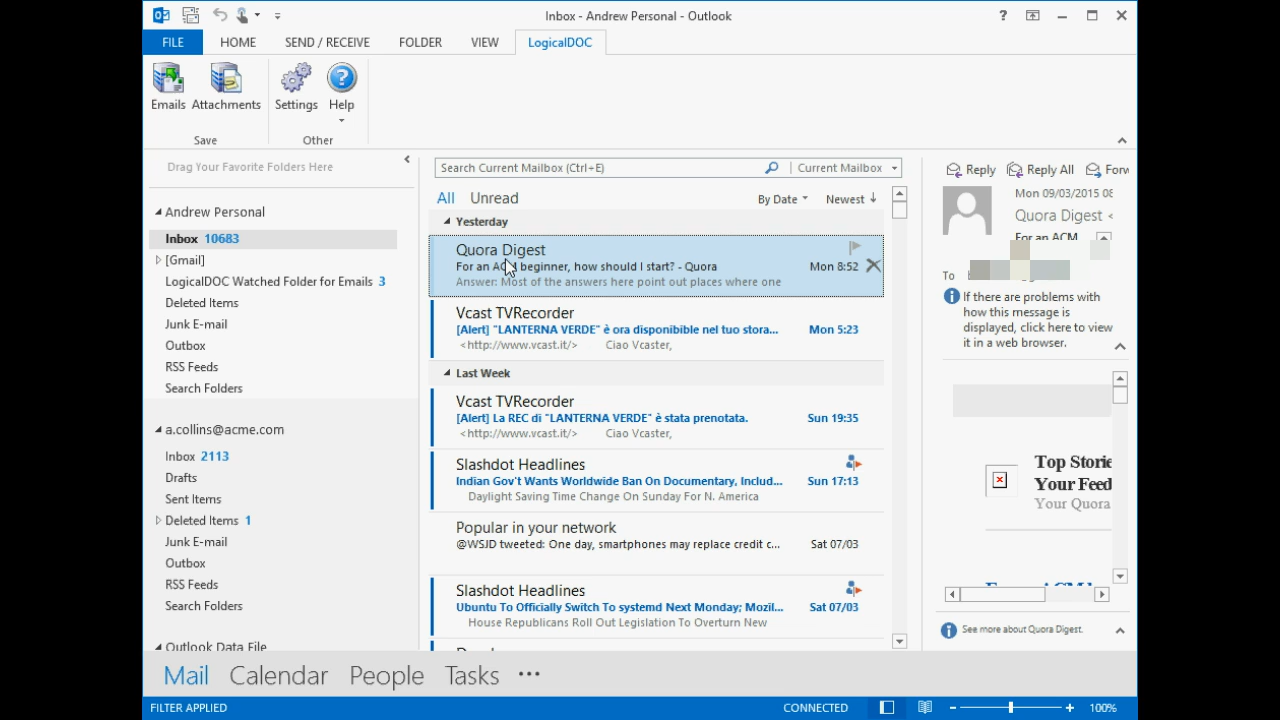 Inbox - Andrew Personal - Outlook
FILE HOME SEND / RECEIVE FOLDER VIEW LogicalDOC
Emails Attachments Settings Help
Save Other
Drag Your Favorite Folders Here
Andrew Personal
Inbox 10683
[Gmail]
LogicalDOC Watched Folder for Emails 3
Deleted Items
Junk E-mail
Outbox
RSS Feeds
Search Folders
a.collins@acme.com
Inbox 2113
Drafts
Sent Items
Deleted Items 1
Junk E-mail
Outbox
RSS Feeds
Search Folders
Outlook Data File
Search Current Mailbox (Ctrl+E) Current Mailbox
All Unread By Date Newest
Yesterday
Quora Digest
For an ACM beginner, how should I start? - Quora Mon 8:52
Answer: Most of the answers here point out places where one
Vcast TVRecorder
[Alert] "LANTERNA VERDE" è ora disponibible nel tuo stora... Mon 5:23
<http://www.vcast.it/> Ciao Vcaster,
Last Week
Vcast TVRecorder
[Alert] La REC di "LANTERNA VERDE" è stata prenotata. Sun 19:35
<http://www.vcast.it/> Ciao Vcaster,
Slashdot Headlines
Indian Gov't Wants Worldwide Ban On Documentary, Includ... Sun 17:13
Daylight Saving Time Change On Sunday For N. America
Popular in your network
@WSJD tweeted: One day, smartphones may replace credit c... Sat 07/03
Slashdot Headlines
Ubuntu To Officially Switch To systemd Next Monday; Mozil... Sat 07/03
House Republicans Roll Out Legislation To Overturn New
Reply Reply All Forw
Mon 09/03/2015 08
Quora Digest <
For an ACM
To
If there are problems with
how this message is
displayed, click here to view
it in a web browser.
Top Storie
Your Feed
Your Quora
See more about Quora Digest.
Mail Calendar People Tasks ···
FILTER APPLIED CONNECTED 100%